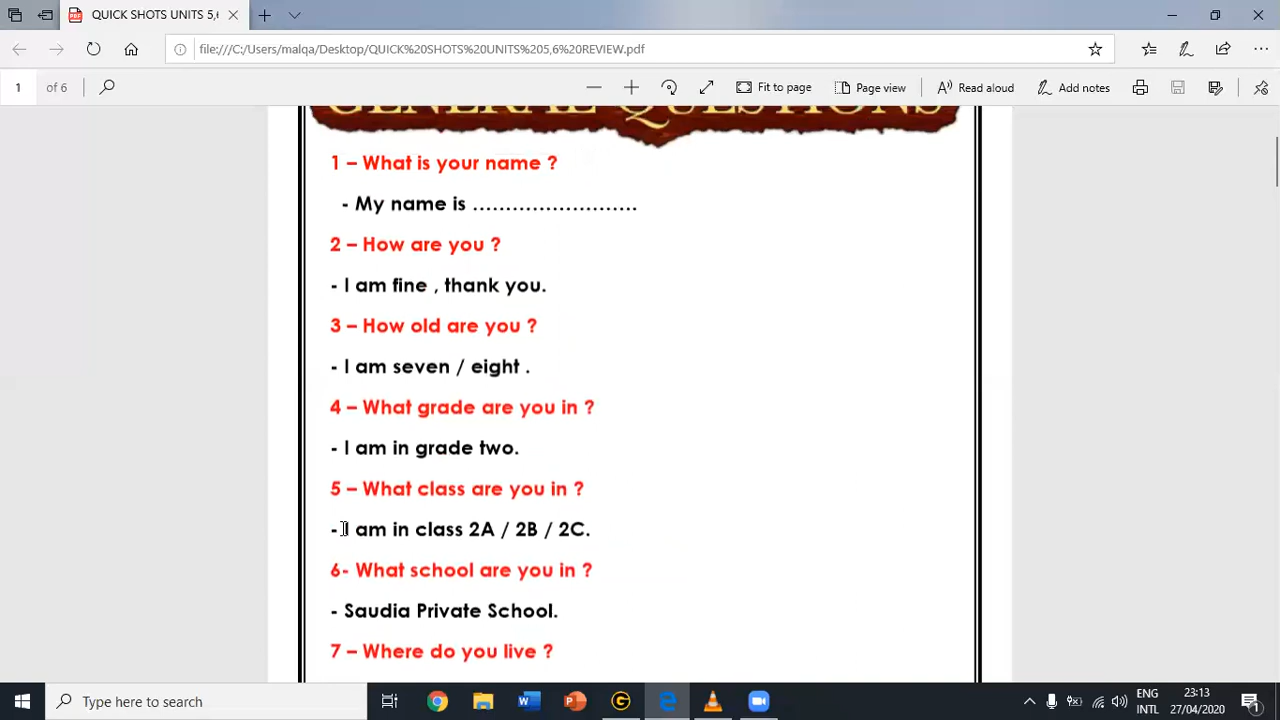 QUICK SHOTS UNITS 5,6
file:///C:/Users/malqa/Desktop/QUICK%20SHOTS%20UNITS%205,6%20REVIEW.pdf
1 of 6
Fit to page
Page view
Read aloud
Add notes
GENERAL QUESTIONS
1 – What is your name ?
- My name is ……………………
2 – How are you ?
- I am fine , thank you.
3 – How old are you ?
- I am seven / eight .
4 – What grade are you in ?
- I am in grade two.
5 – What class are you in ?
- I am in class 2A / 2B / 2C.
6- What school are you in ?
- Saudia Private School.
7 – Where do you live ?
Type here to search
ENG
INTL
23:13
27/04/2020